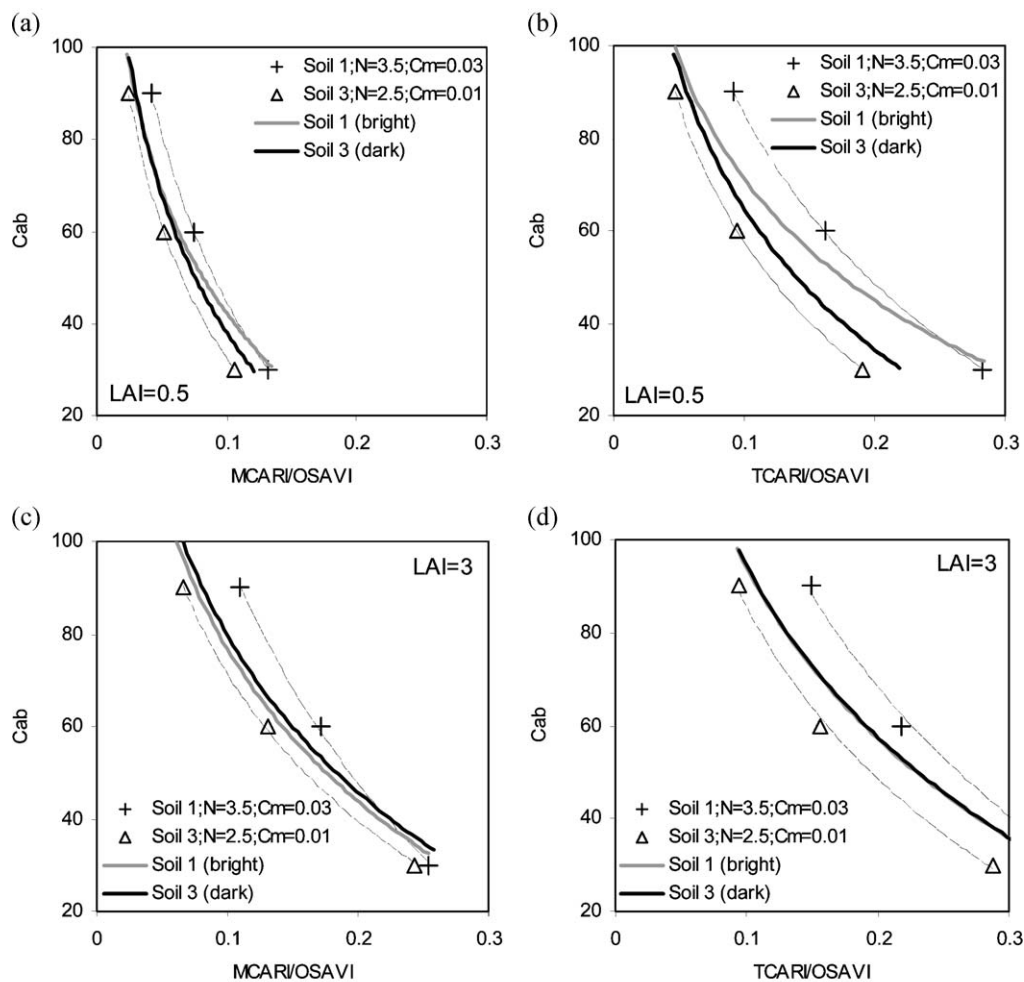 (a)
100
80
60
40
20
Cab
Soil 1;N=3.5;Cm=0.03
Soil 3;N=2.5;Cm=0.01
Soil 1 (bright)
Soil 3 (dark)
LAI=0.5
0 0.1 0.2 0.3
MCARI/OSAVI
(b)
100
80
60
40
20
Cab
Soil 1;N=3.5;Cm=0.03
Soil 3;N=2.5;Cm=0.01
Soil 1 (bright)
Soil 3 (dark)
LAI=0.5
0 0.1 0.2 0.3
TCARI/OSAVI
(c)
100
80
60
40
20
Cab
LAI=3
Soil 1;N=3.5;Cm=0.03
Soil 3;N=2.5;Cm=0.01
Soil 1 (bright)
Soil 3 (dark)
0 0.1 0.2 0.3
MCARI/OSAVI
(d)
100
80
60
40
20
Cab
LAI=3
Soil 1;N=3.5;Cm=0.03
Soil 3;N=2.5;Cm=0.01
Soil 1 (bright)
Soil 3 (dark)
0 0.1 0.2 0.3
TCARI/OSAVI